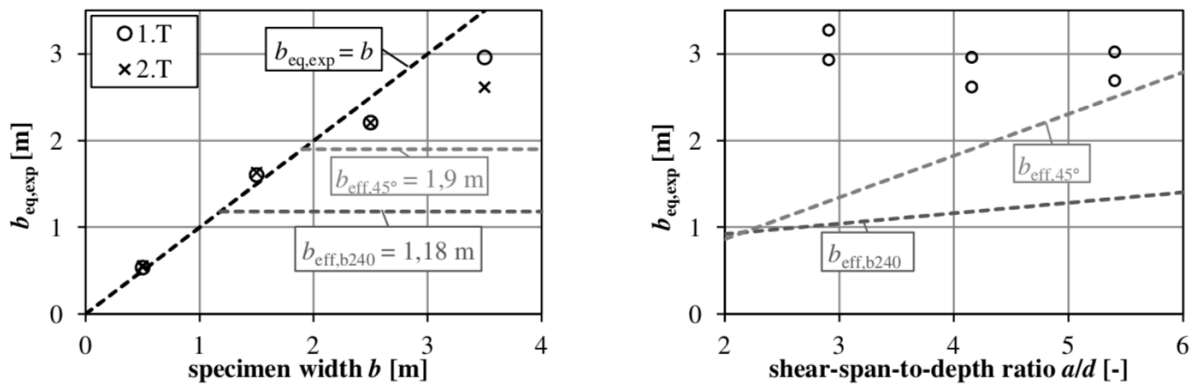 1.T
2.T
b_eq,exp = b
b_eff,45° = 1,9 m
b_eff,b240 = 1,18 m
b_eq,exp [m]
3
2
1
0
0 1 2 3 4
specimen width b [m]
b_eff,45°
b_eff,b240
b_eq,exp [m]
3
2
1
0
2 3 4 5 6
shear-span-to-depth ratio a/d [-]